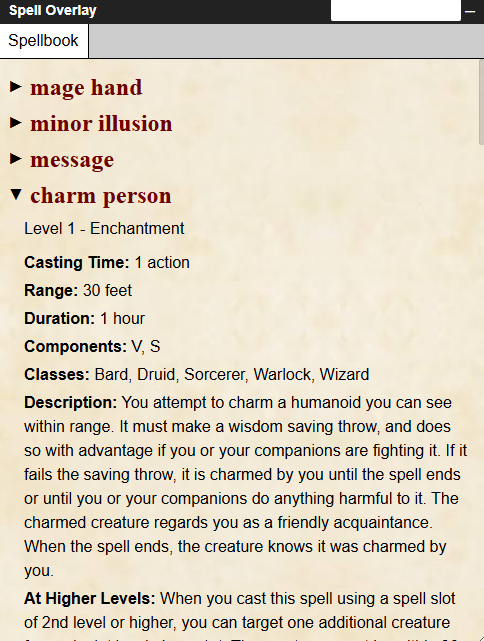 Spell Overlay
Spellbook
mage hand
minor illusion
message
charm person
Level 1 - Enchantment
Casting Time: 1 action
Range: 30 feet
Duration: 1 hour
Components: V, S
Classes: Bard, Druid, Sorcerer, Warlock, Wizard
Description: You attempt to charm a humanoid you can see
within range. It must make a wisdom saving throw, and does
so with advantage if you or your companions are fighting it. If it
fails the saving throw, it is charmed by you until the spell ends
or until you or your companions do anything harmful to it. The
charmed creature regards you as a friendly acquaintance.
When the spell ends, the creature knows it was charmed by
you.
At Higher Levels: When you cast this spell using a spell slot
of 2nd level or higher, you can target one additional creature